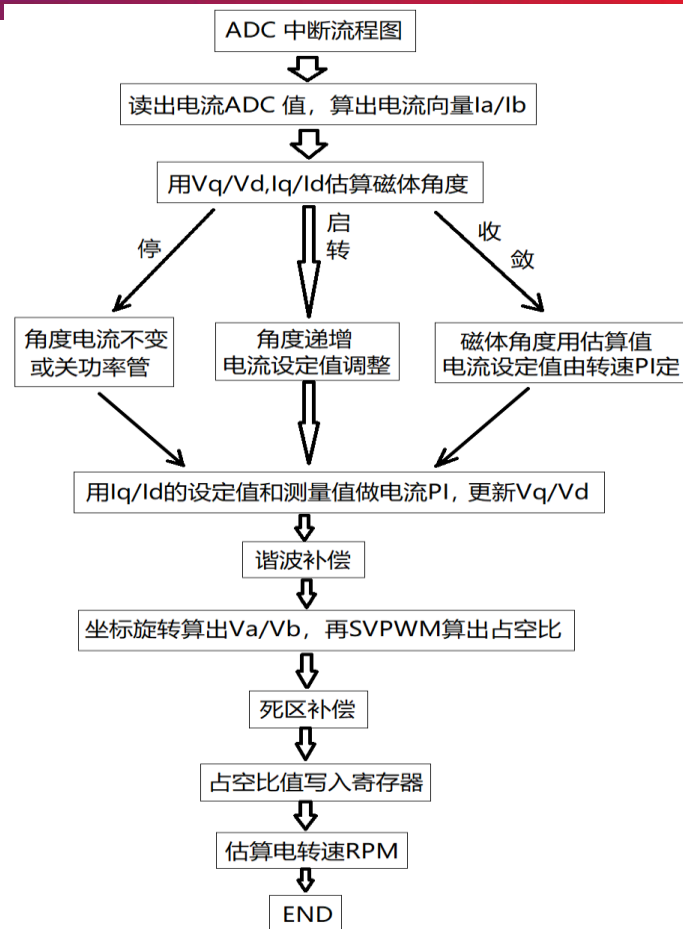 ADC 中断流程图
读出电流ADC 值，算出电流向量Ia/Ib
用Vq/Vd,Iq/Id估算磁体角度
停
启
转
收
敛
角度电流不变
或关功率管
角度递增
电流设定值调整
磁体角度用估算值
电流设定值由转速PI定
用Iq/Id的设定值和测量值做电流PI，更新Vq/Vd
谐波补偿
坐标旋转算出Va/Vb，再SVPWM算出占空比
死区补偿
占空比值写入寄存器
估算电转速RPM
END